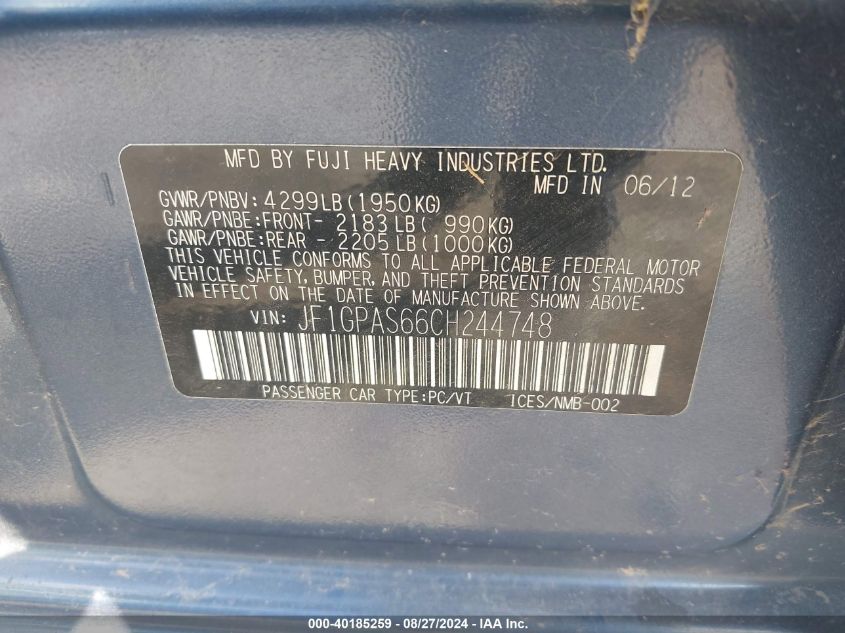 MFD BY FUJI HEAVY INDUSTRIES LTD.
MFD IN 06/12
GVWR/PNBV: 4299LB(1950KG)
GAWR/PNBE:FRONT- 2183LB( 990KG)
GAWR/PNBE:REAR - 2205LB(1000KG)
THIS VEHICLE CONFORMS TO ALL APPLICABLE FEDERAL MOTOR
VEHICLE SAFETY, BUMPER, AND THEFT PREVENTION STANDARDS
IN EFFECT ON THE DATE OF MANUFACTURE SHOWN ABOVE.
VIN: JF1GPAS66CH244748
PASSENGER CAR TYPE:PC/VT ICES/NMB-002
000-40185259 - 08/27/2024 - IAA Inc.